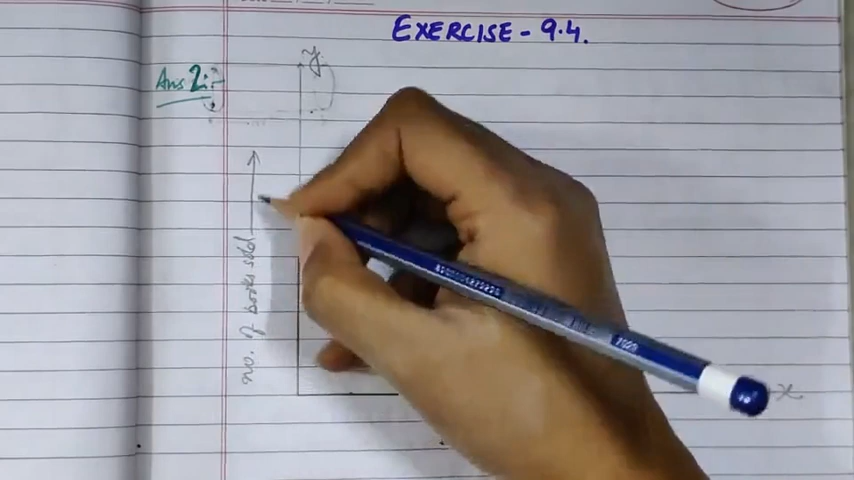 EXERCISE - 9.4.
Ans 2:-
y
no. of books sold
x